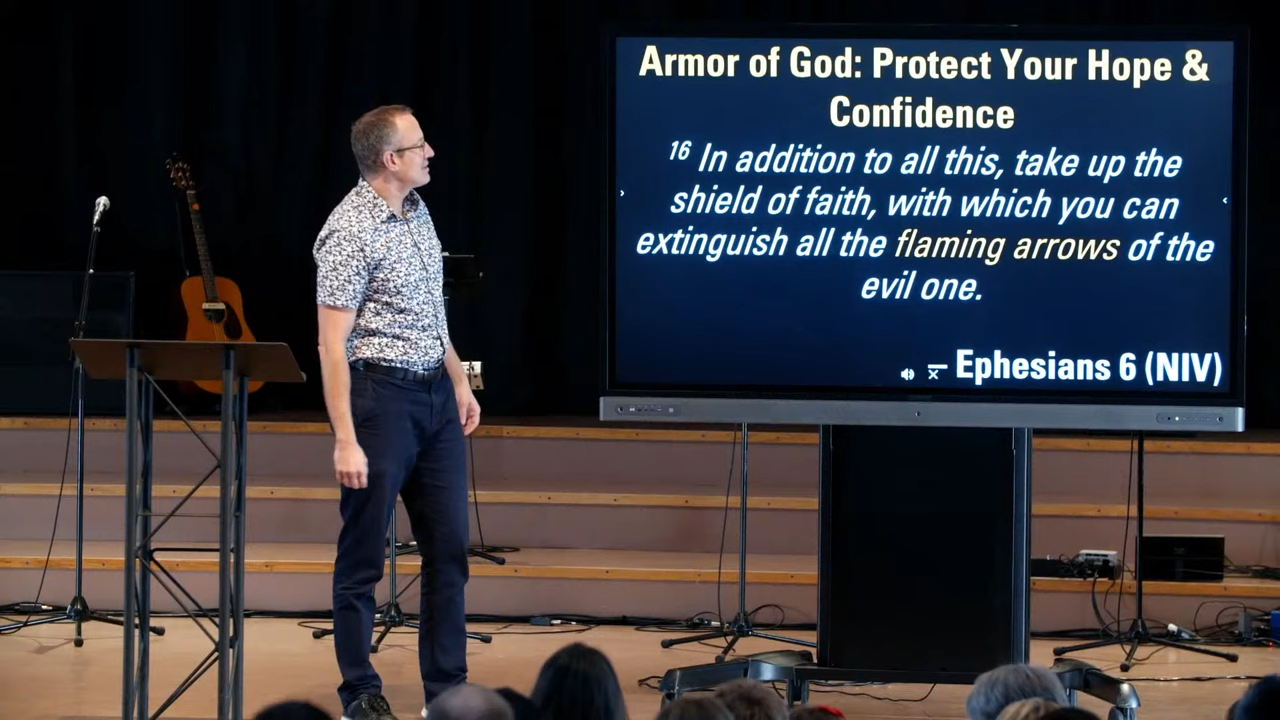 Armor of God: Protect Your Hope &
Confidence
16 In addition to all this, take up the
shield of faith, with which you can
extinguish all the flaming arrows of the
evil one.
– Ephesians 6 (NIV)